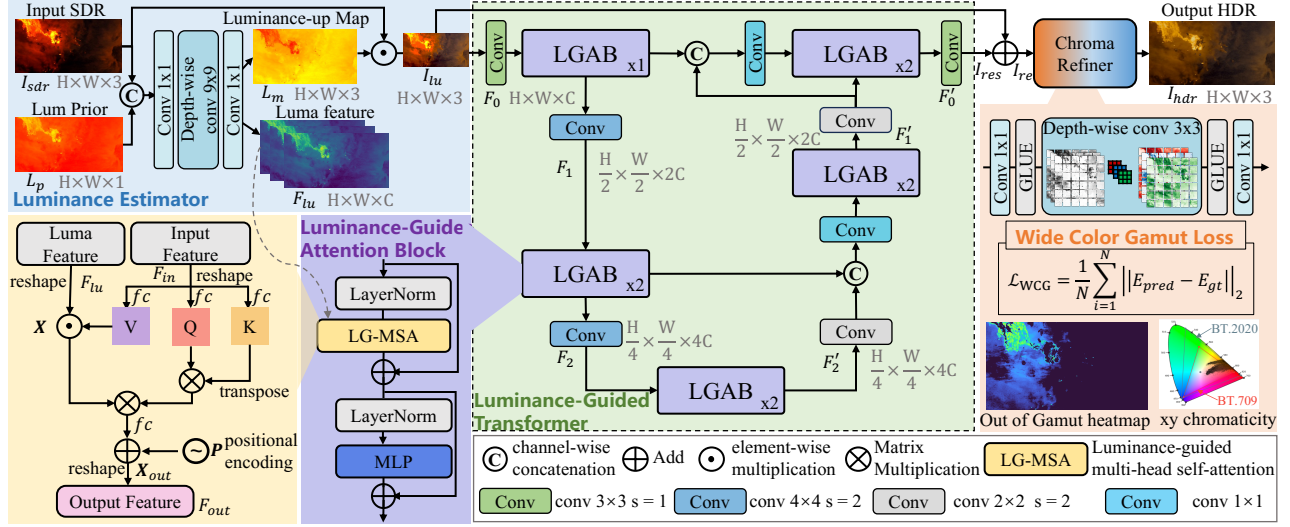 Input SDR
I_sdr H×W×3
Lum Prior
L_p H×W×1
Luminance Estimator
C
Conv 1x1
Depth-wise
conv 9x9
Conv 1x1
Luminance-up Map
L_m H×W×3
Luma feature
F_lu H×W×C
I_lu
H×W×3
Conv
F_0 H×W×C
LGAB
x1
Conv
F_1
H/2 × W/2 × 2C
LGAB
x2
Conv
F_2
H/4 × W/4 × 4C
LGAB
x2
F'_2
H/4 × W/4 × 4C
Conv
C
Conv
LGAB
x2
F'_1
H/2 × W/2 × 2C
Conv
C
Conv
LGAB
x2
F'_0
Conv
Luminance-Guided
Transformer
I_res
I_re
Chroma
Refiner
Output HDR
I_hdr H×W×3
Conv 1x1
GLUE
Depth-wise conv 3x3
GLUE
Conv 1x1
Wide Color Gamut Loss
ℒ_WCG = 1/N ∑_{i=1}^{N} ||E_pred − E_gt||_2
Out of Gamut heatmap
BT.2020
BT.709
xy chromaticity
Luma
Feature
Input
Feature
reshape
F_lu
F_in
reshape
fc
fc
fc
X
V
Q
K
transpose
fc
P
positional
encoding
reshape
X_out
Output Feature
F_out
Luminance-Guide
Attention Block
LayerNorm
LG-MSA
LayerNorm
MLP
C channel-wise
concatenation
Add
element-wise
multiplication
Matrix
Multiplication
LG-MSA
Luminance-guided
multi-head self-attention
Conv conv 3×3 s = 1
Conv conv 4×4 s = 2
Conv conv 2×2 s = 2
Conv conv 1×1